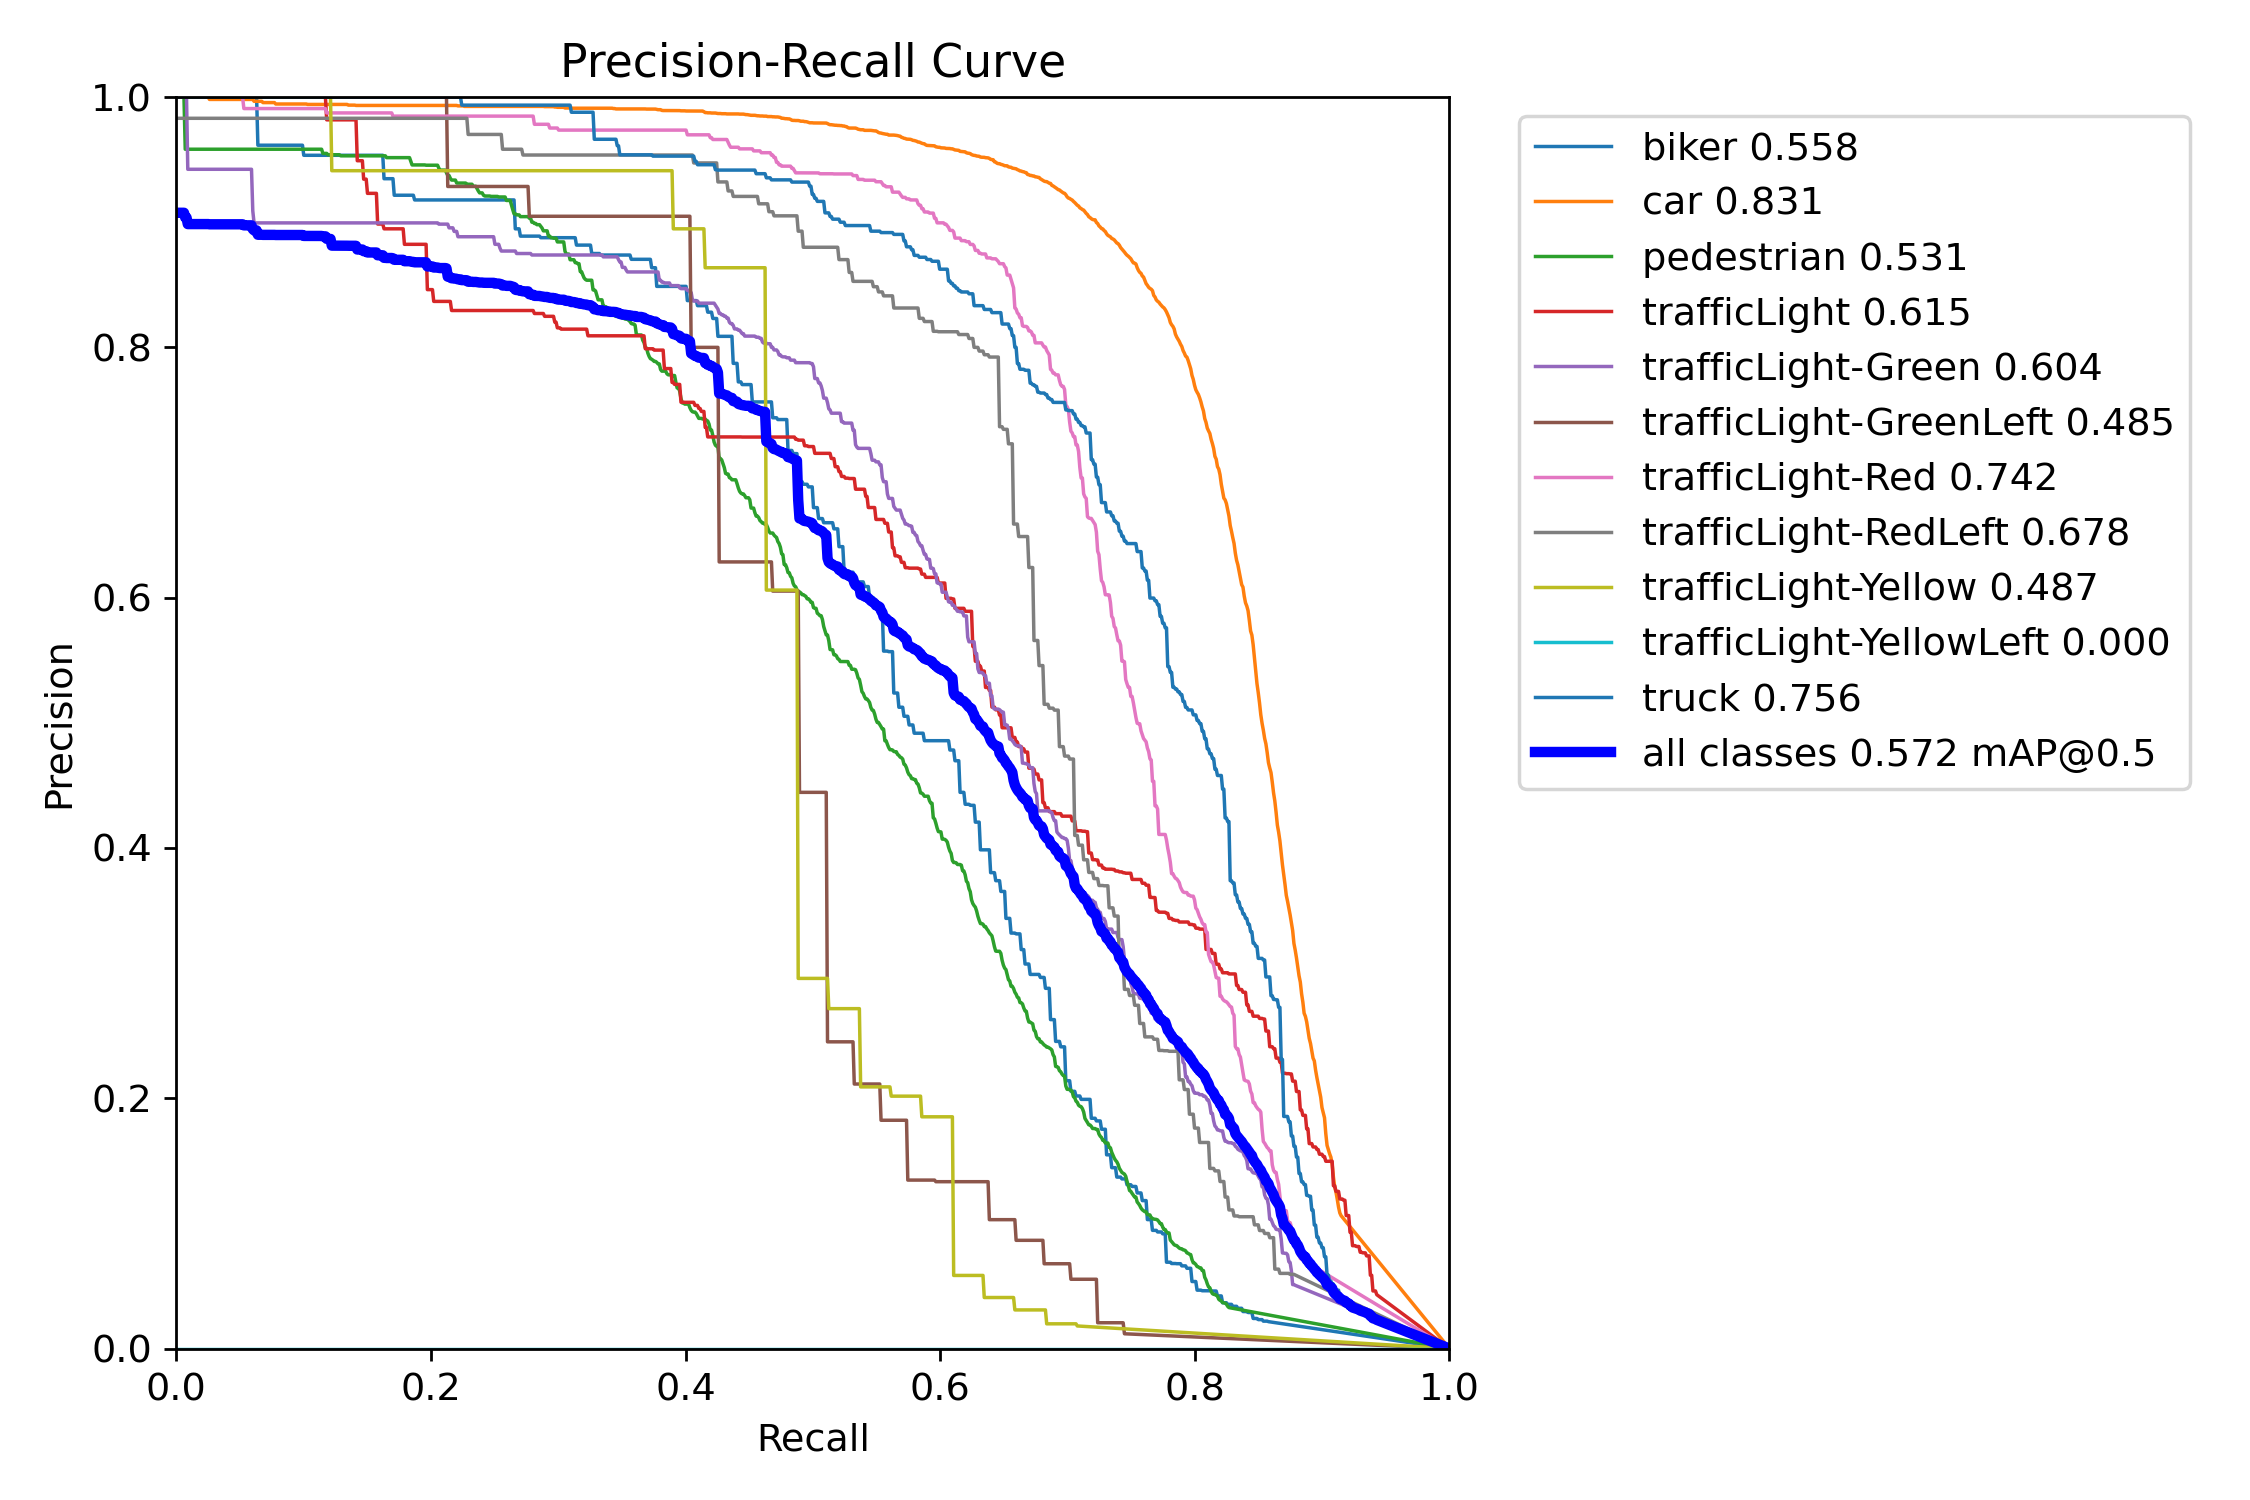 Precision-Recall Curve
1.0
0.8
0.6
0.4
0.2
0.0
Precision
0.0 0.2 0.4 0.6 0.8 1.0
Recall
biker 0.558
car 0.831
pedestrian 0.531
trafficLight 0.615
trafficLight-Green 0.604
trafficLight-GreenLeft 0.485
trafficLight-Red 0.742
trafficLight-RedLeft 0.678
trafficLight-Yellow 0.487
trafficLight-YellowLeft 0.000
truck 0.756
all classes 0.572 mAP@0.5